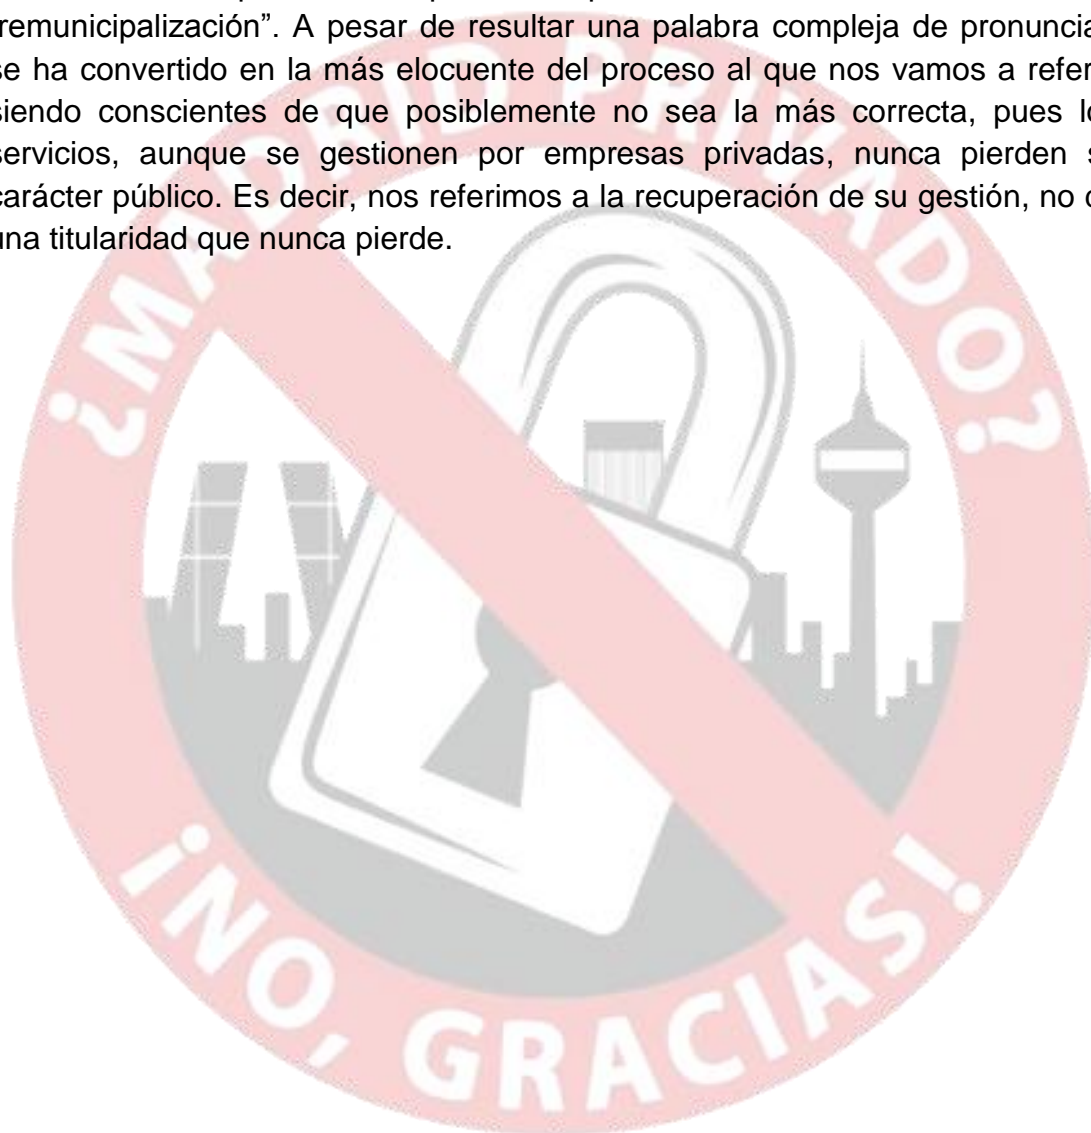 remunicipalización”. A pesar de resultar una palabra compleja de
se ha convertido en la más elocuente del proceso al que nos vamos a
siendo conscientes de que posiblemente no sea la más correcta, pues
servicios, aunque se gestionen por empresas privadas, nunca pierden
carácter público. Es decir, nos referimos a la recuperación de su gestión, no
una titularidad que nunca pierde.
¿MADRID PRIVADO?
¡NO, GRACIAS!